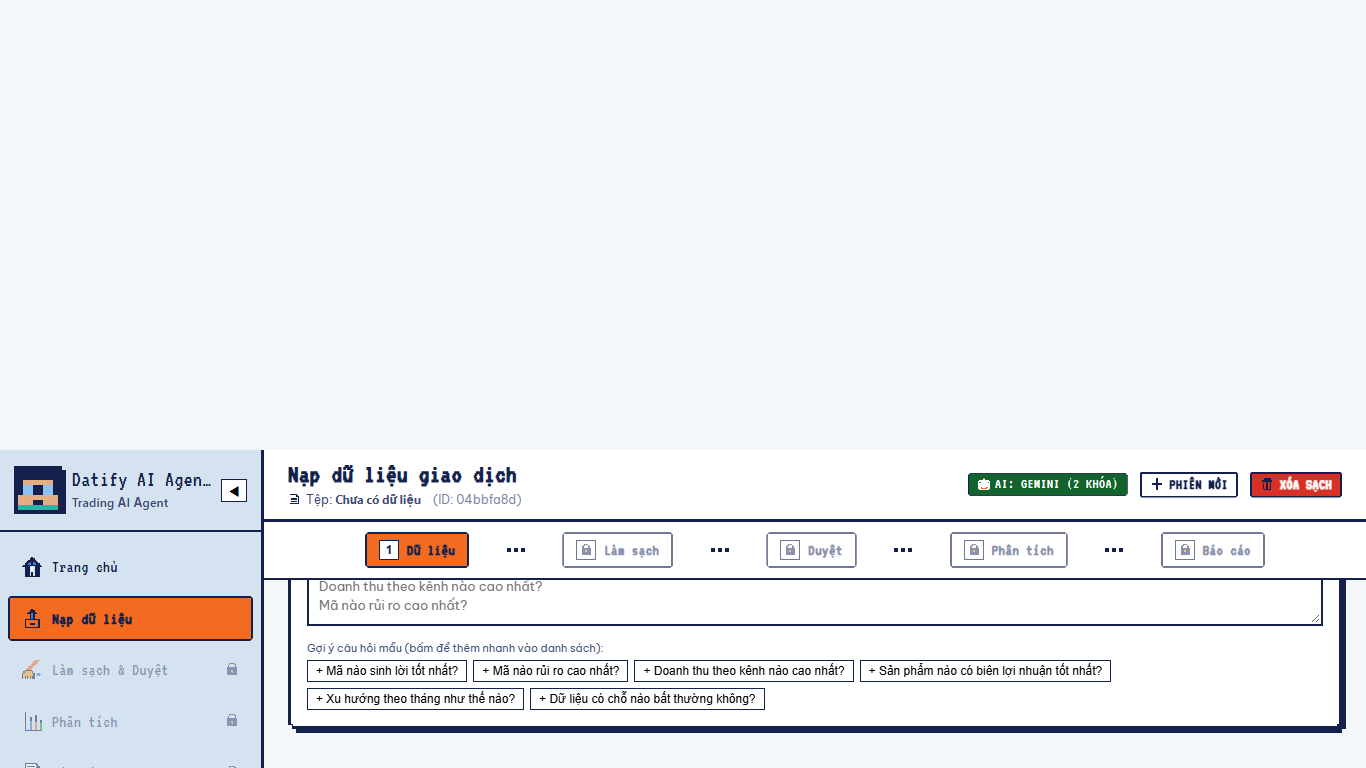 Datify AI Agen…
Trading AI Agent
◀
Trang chủ
Nạp dữ liệu
Làm sạch & Duyệt
Phân tích
Nạp dữ liệu giao dịch
Tệp: Chưa có dữ liệu (ID: 04bbfa8d)
AI: GEMINI (2 KHÓA)
PHIÊN MỚI
XÓA SẠCH
1 Dữ liệu
Làm sạch
Duyệt
Phân tích
Báo cáo
Doanh thu theo kênh nào cao nhất?
Mã nào rủi ro cao nhất?
Gợi ý câu hỏi mẫu (bấm để thêm nhanh vào danh sách):
+ Mã nào sinh lời tốt nhất?
+ Mã nào rủi ro cao nhất?
+ Doanh thu theo kênh nào cao nhất?
+ Sản phẩm nào có biên lợi nhuận tốt nhất?
+ Xu hướng theo tháng như thế nào?
+ Dữ liệu có chỗ nào bất thường không?